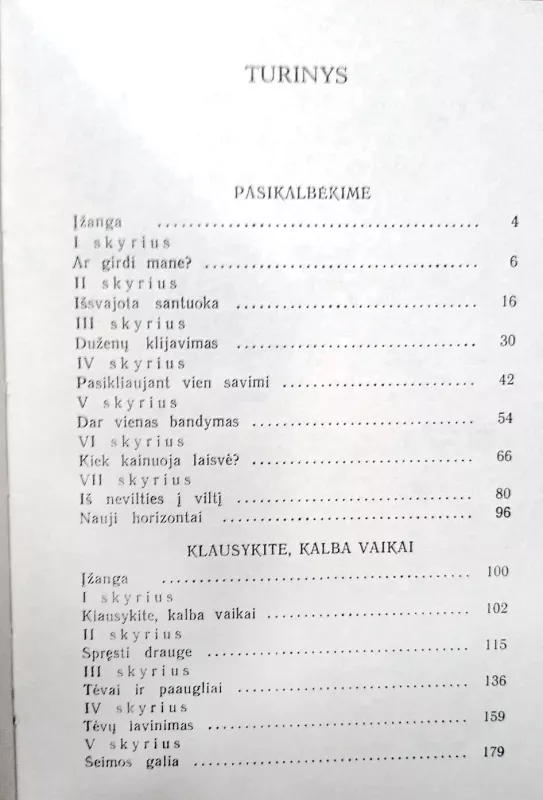 TURINYS
PASIKALBĖKIME
Įžanga ........................................ 4
I skyrius
Ar girdi mane? ........................................ 6
II skyrius
Išsvajota santuoka ........................................ 16
III skyrius
Duženų klijavimas ........................................ 30
IV skyrius
Pasikliaujant vien savimi ........................................ 42
V skyrius
Dar vienas bandymas ........................................ 54
VI skyrius
Kiek kainuoja laisvė? ........................................ 66
VII skyrius
Iš nevilties į viltį ........................................ 80
Nauji horizontai ........................................ 96
KLAUSYKITE, KALBA VAIKAI
Įžanga ........................................ 100
I skyrius
Klausykite, kalba vaikai ........................................ 102
II skyrius
Spręsti drauge ........................................ 115
III skyrius
Tėvai ir paaugliai ........................................ 136
IV skyrius
Tėvų lavinimas ........................................ 159
V skyrius
Šeimos galia ........................................ 179